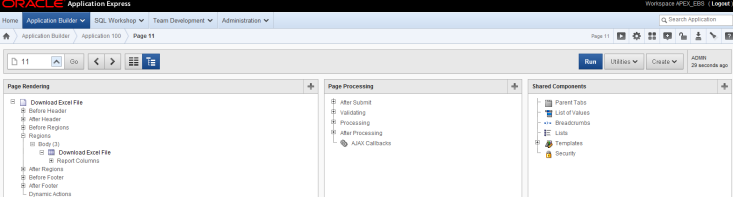 ORACLE Application Express
Workspace APEX_EBS (Logout)
Home Application Builder SQL Workshop Team Development Administration
Search Application
Application Builder Application 100 Page 11
Page 11
11 Go
Run Utilities Create
ADMIN
29 seconds ago
Page Rendering
Download Excel File
Before Header
After Header
Before Regions
Regions
Body (3)
Download Excel File
Report Columns
After Regions
Before Footer
After Footer
Dynamic Actions
Page Processing
After Submit
Validating
Processing
After Processing
AJAX Callbacks
Shared Components
Parent Tabs
List of Values
Breadcrumbs
Lists
Templates
Security